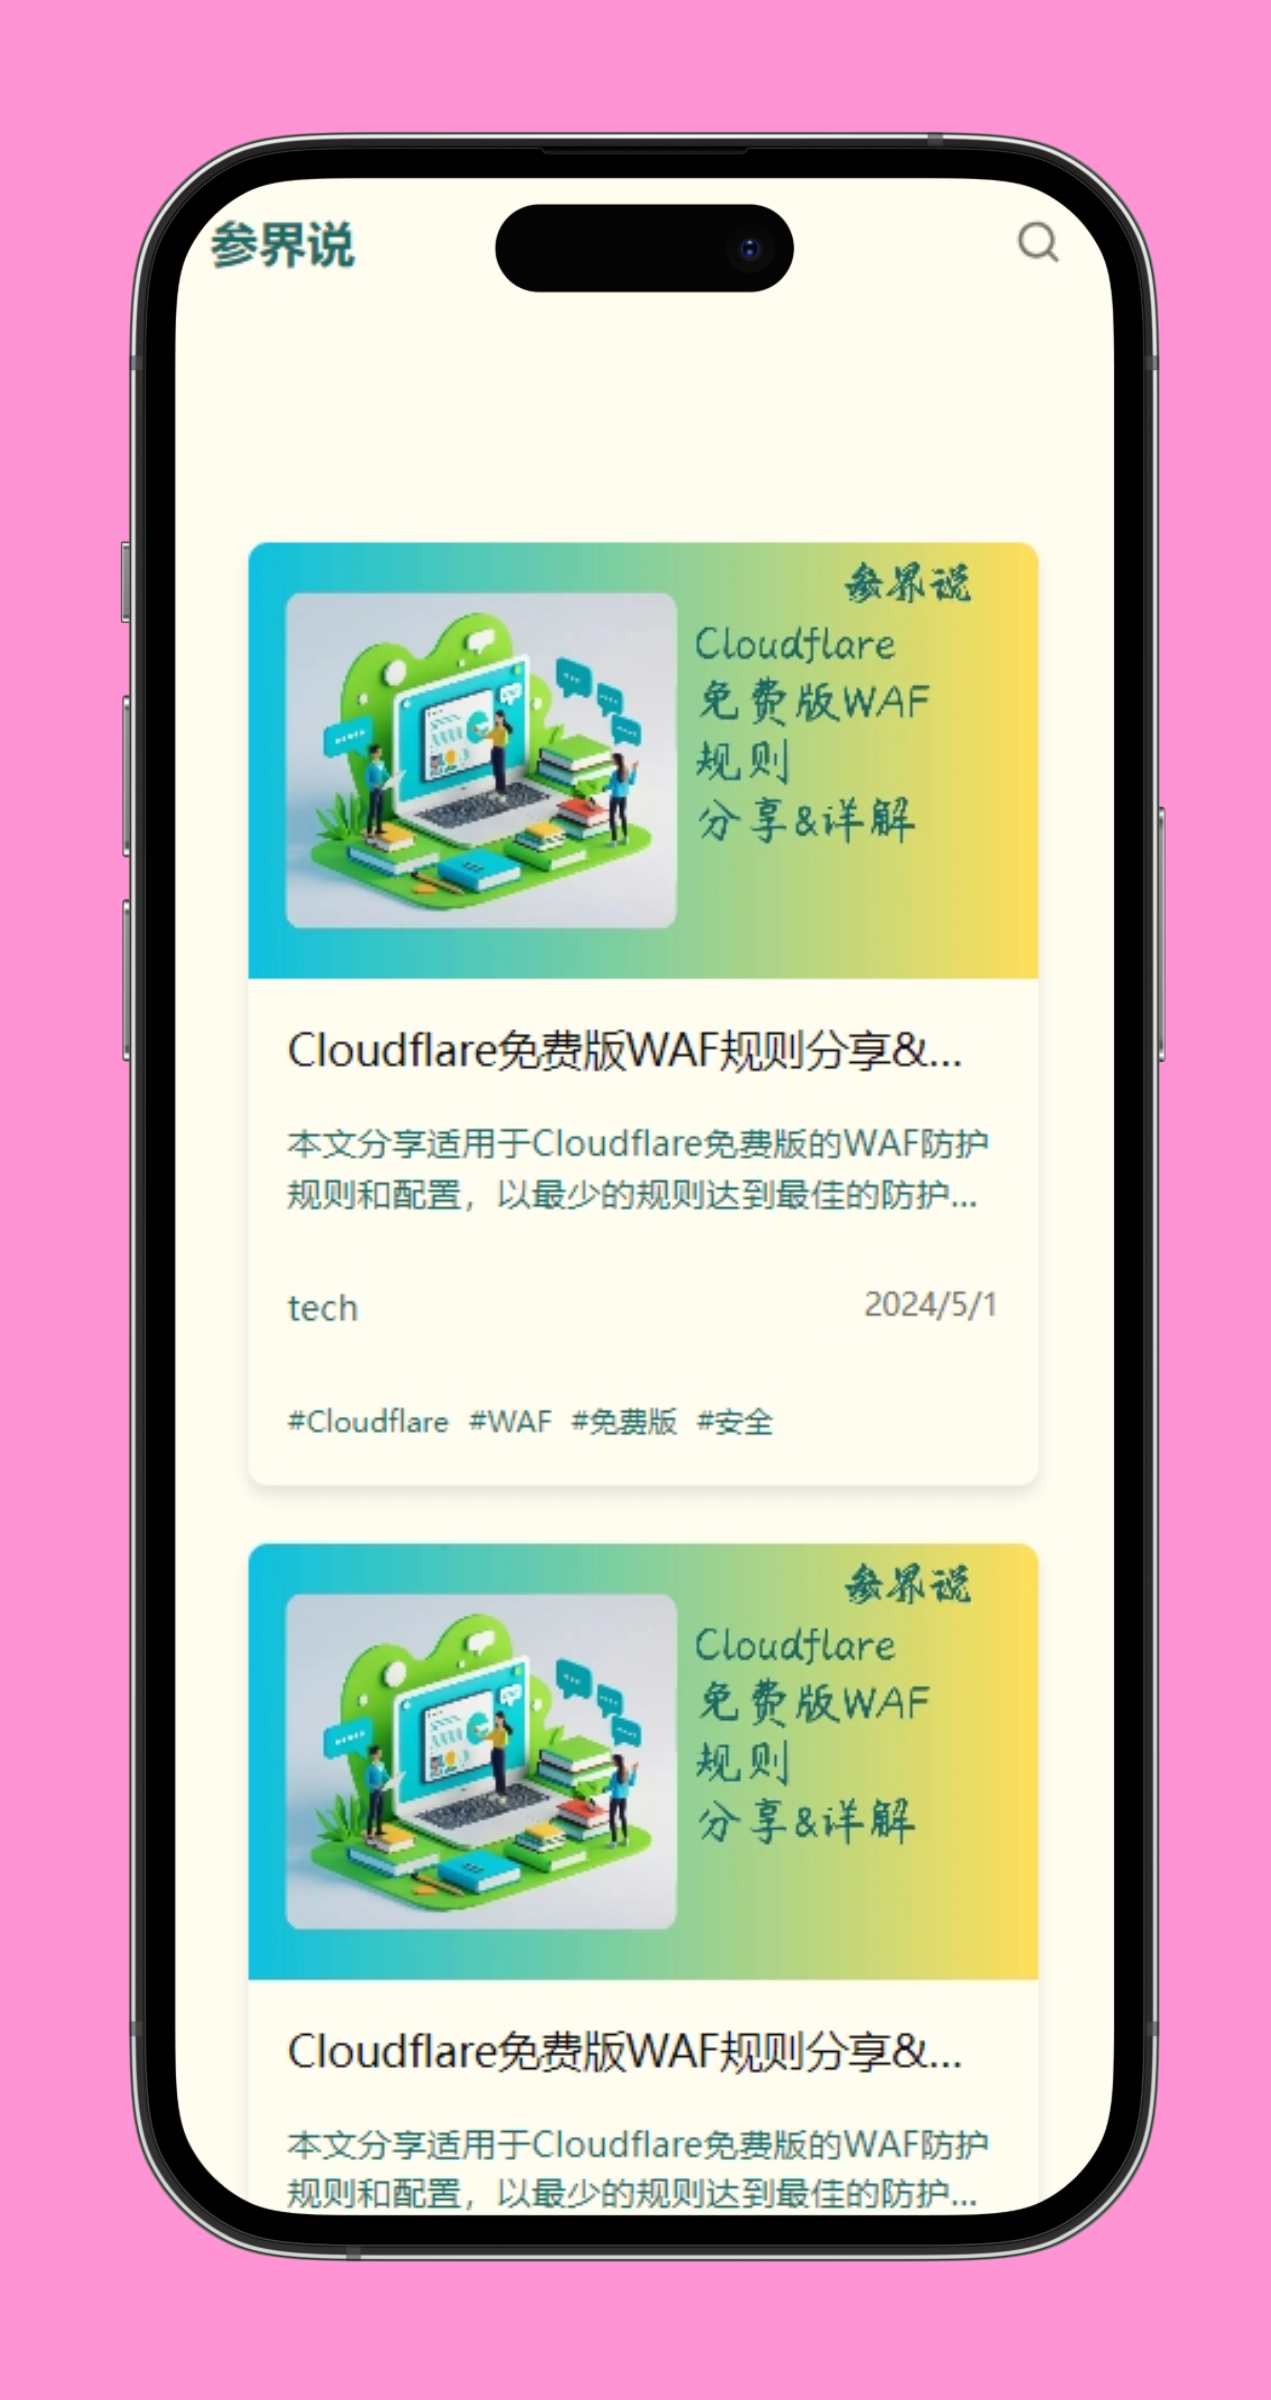 参界说
参界说
Cloudflare
免费版WAF
规则
分享&详解
Cloudflare免费版WAF规则分享&...
本文分享适用于Cloudflare免费版的WAF防护
规则和配置，以最少的规则达到最佳的防护...
tech
2024/5/1
#Cloudflare #WAF #免费版 #安全
参界说
Cloudflare
免费版WAF
规则
分享&详解
Cloudflare免费版WAF规则分享&...
本文分享适用于Cloudflare免费版的WAF防护
规则和配置，以最少的规则达到最佳的防护...